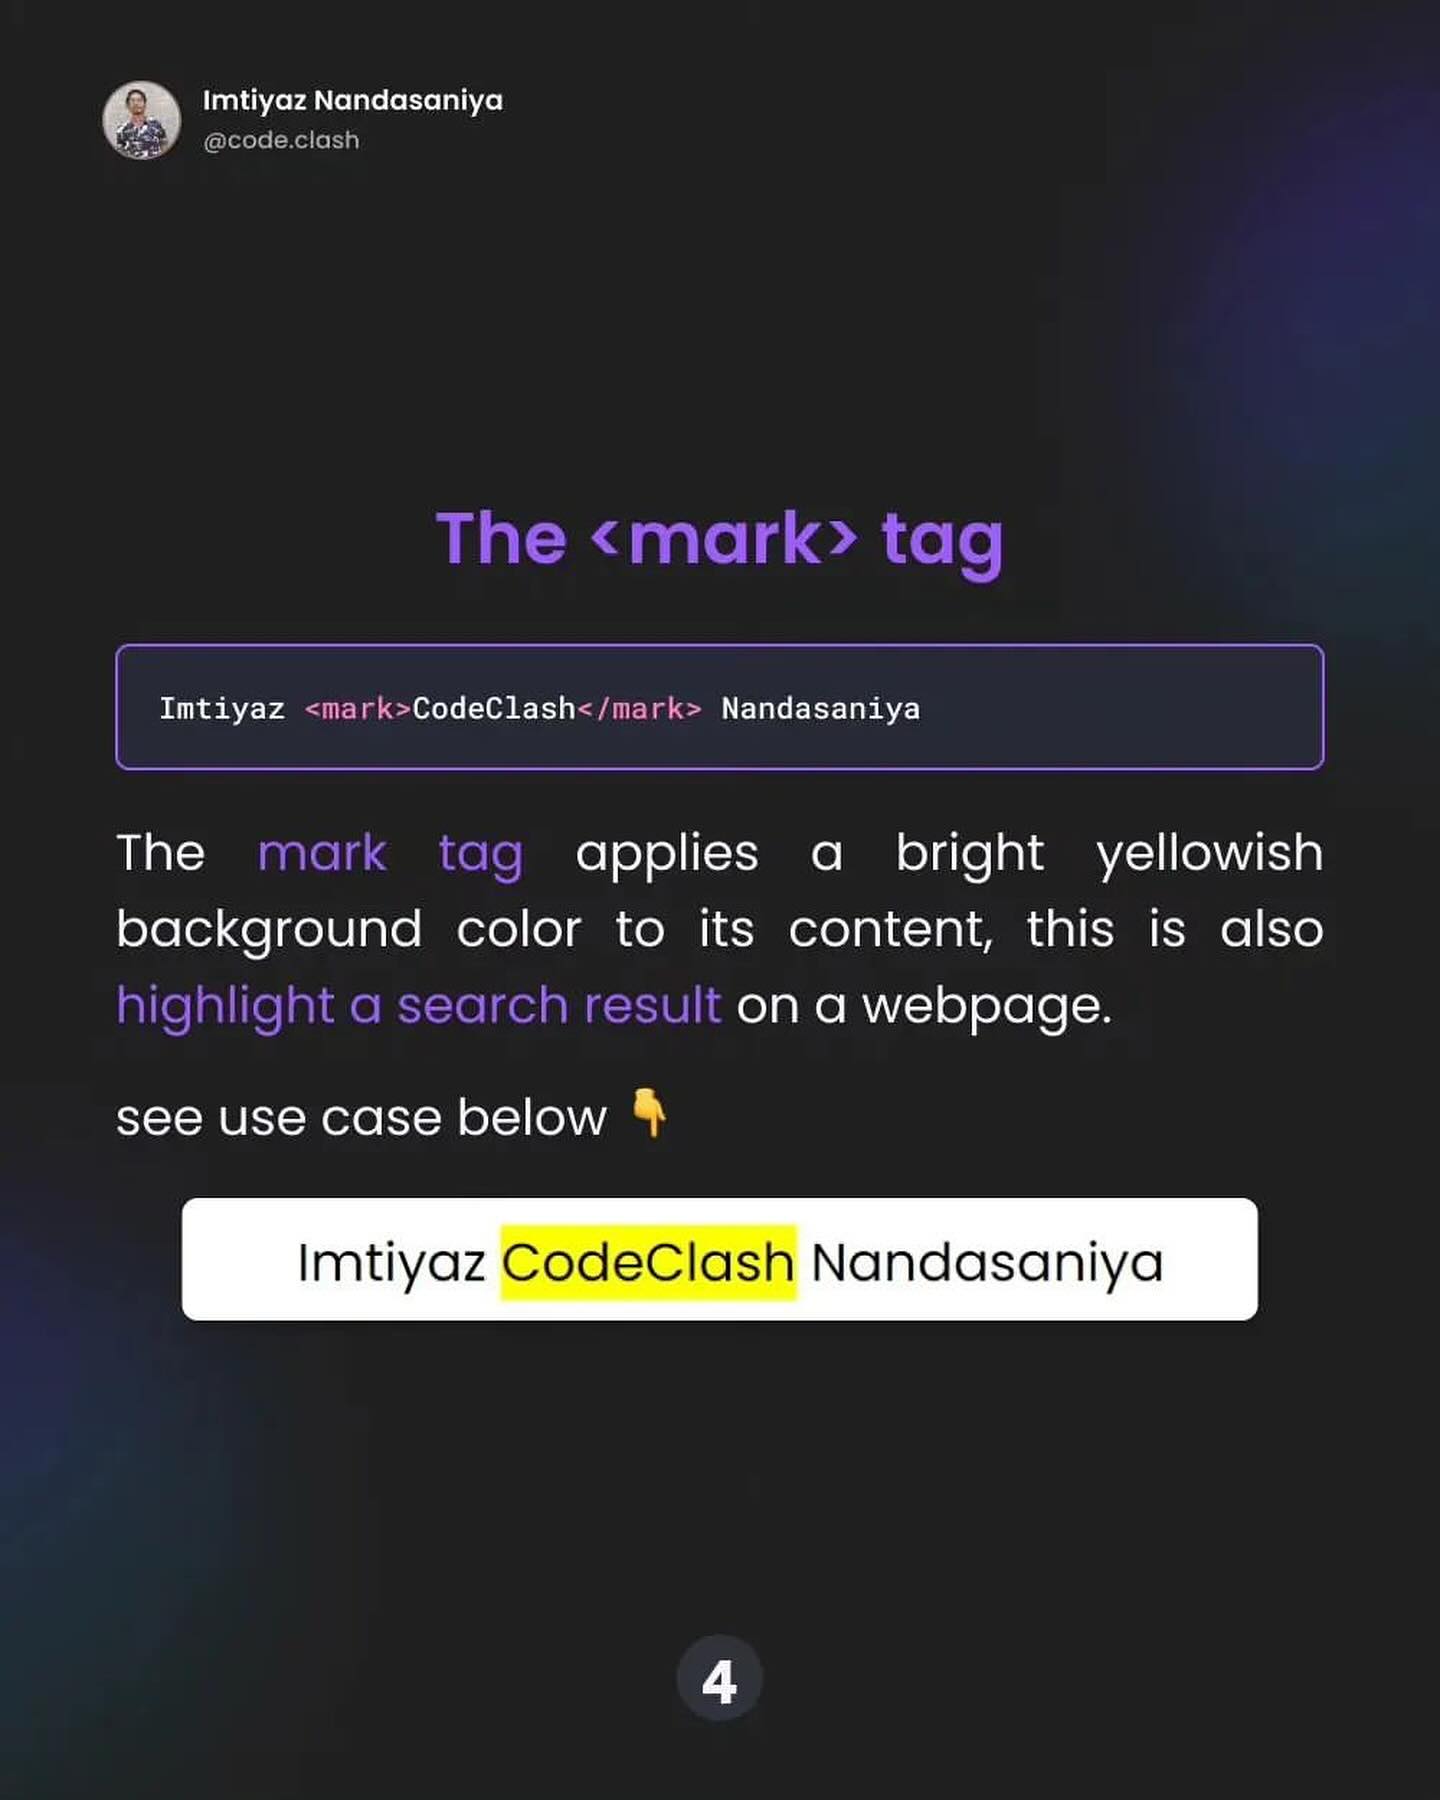 Imtiyaz Nandasaniya
@code.clash
The <mark> tag
Imtiyaz <mark>CodeClash</mark> Nandasaniya
The mark tag applies a bright yellowish
background color to its content, this is also
highlight a search result on a webpage.
see use case below 👇
Imtiyaz CodeClash Nandasaniya
4